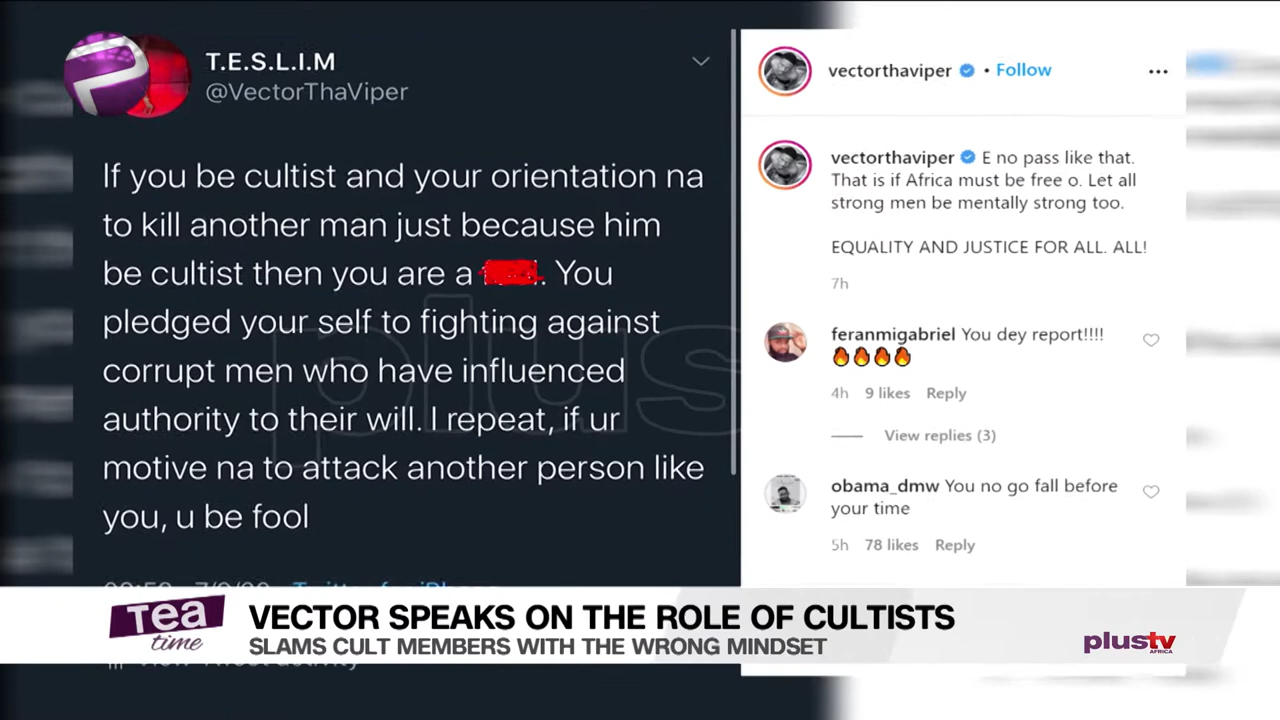 T.E.S.L.I.M
@VectorThaViper
If you be cultist and your orientation na
to kill another man just because him
be cultist then you are a
. You
pledged your self to fighting against
corrupt men who have influenced
authority to their will. I repeat, if ur
motive na to attack another person like
you, u be fool
plus
vectorthaviper • Follow
vectorthaviper E no pass like that.
That is if Africa must be free o. Let all
strong men be mentally strong too.
EQUALITY AND JUSTICE FOR ALL. ALL!
7h
feranmigabriel You dey report!!!!
🔥🔥🔥🔥
4h 9 likes Reply
View replies (3)
obama_dmw You no go fall before
your time
5h 78 likes Reply
Tea
time
VECTOR SPEAKS ON THE ROLE OF CULTISTS
SLAMS CULT MEMBERS WITH THE WRONG MINDSET
plustv
AFRICA